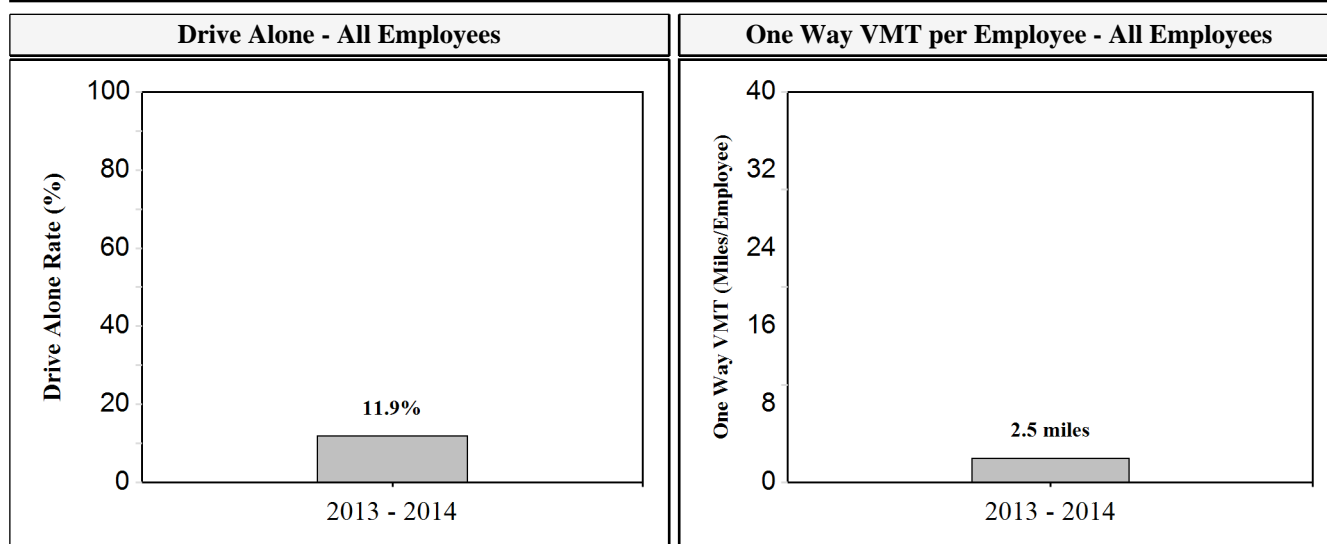 Drive Alone - All Employees
One Way VMT per Employee - All Employees
Drive Alone Rate (%)
100
80
60
40
20
0
11.9%
2013 - 2014
One Way VMT (Miles/Employee)
40
32
24
16
8
0
2.5 miles
2013 - 2014